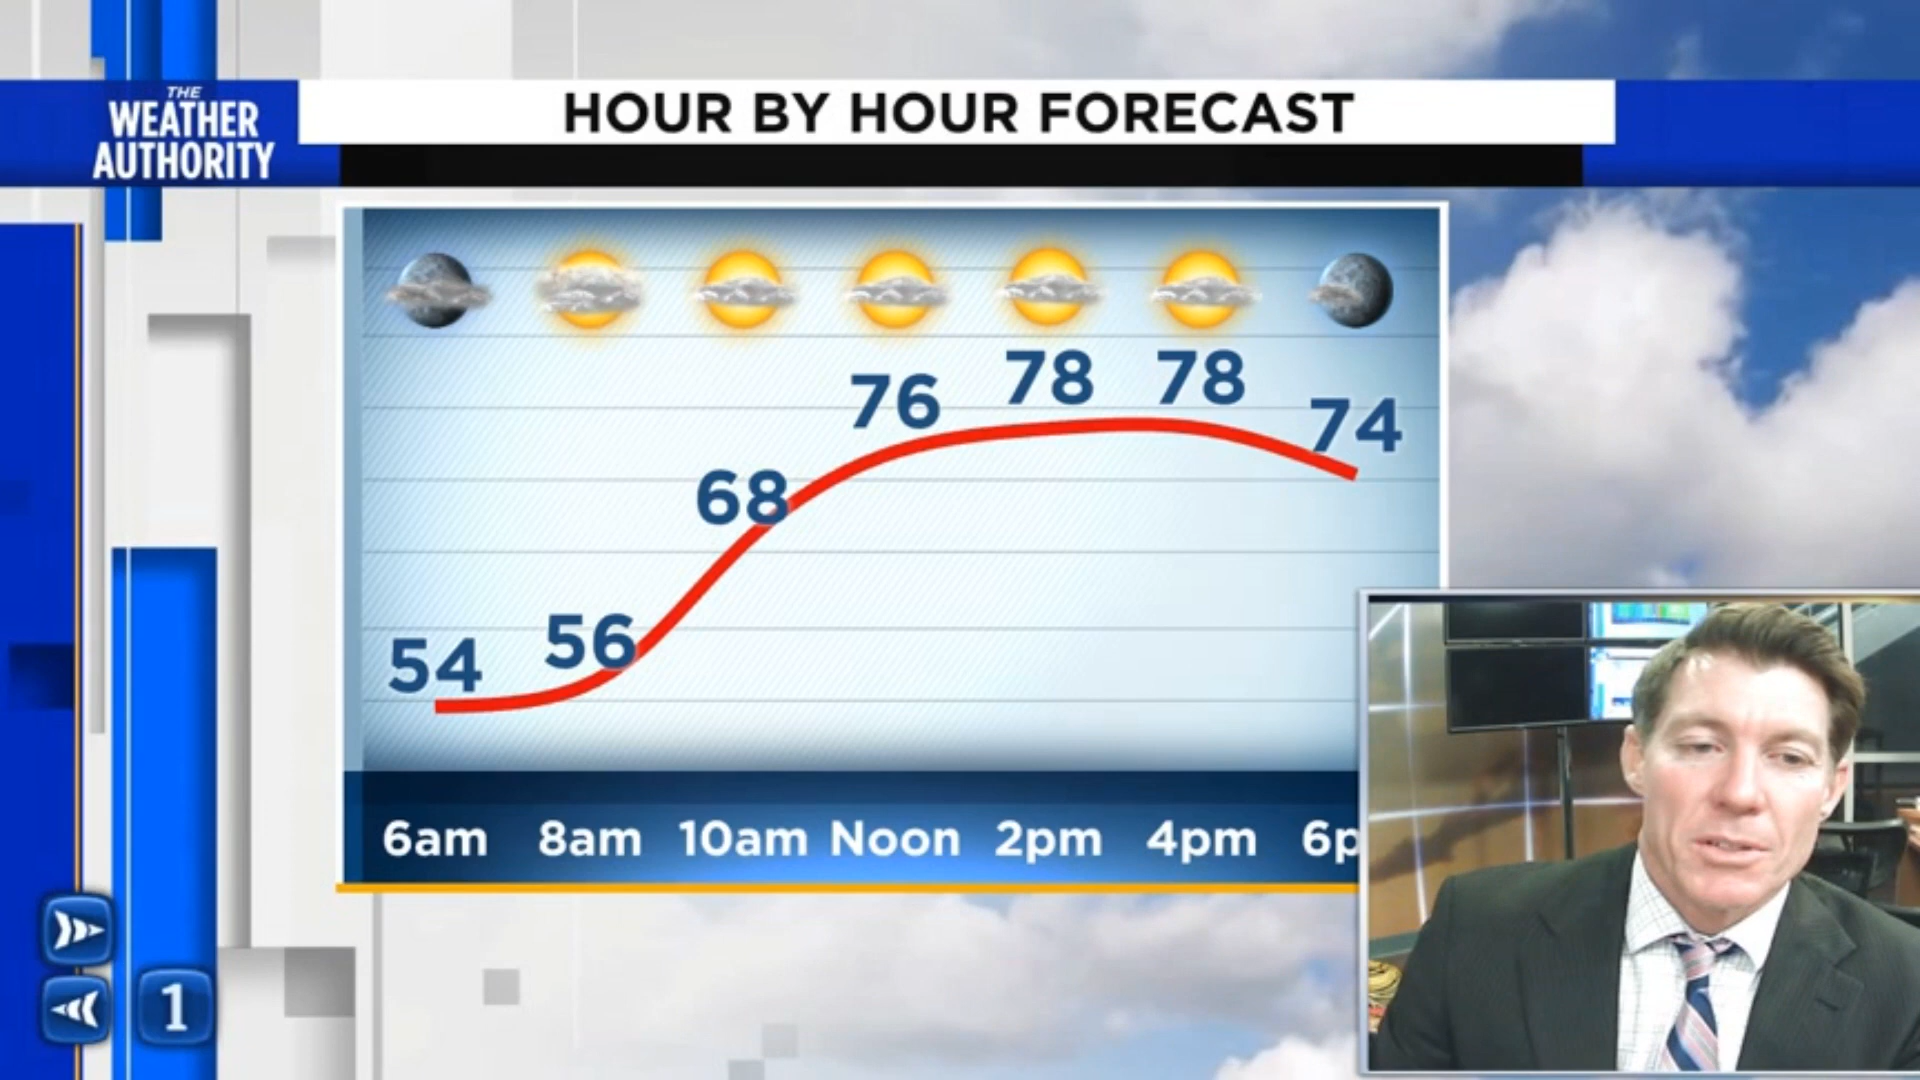 THE
WEATHER
AUTHORITY
HOUR BY HOUR FORECAST
78 78
76
74
68
56
54
6am 8am 10am Noon 2pm 4pm 6p
1